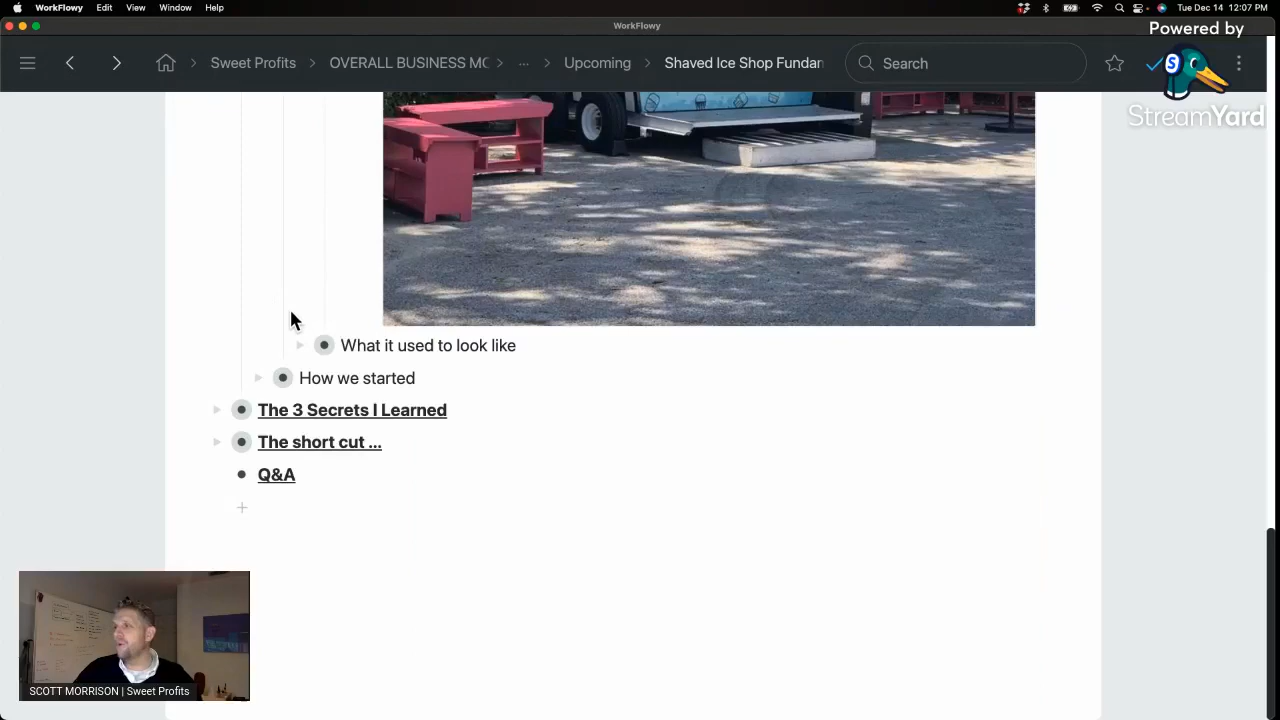 WorkFlowy Edit View Window Help
Tue Dec 14 12:07 PM
WorkFlowy
Powered by
Sweet Profits
OVERALL BUSINESS MC
...
Upcoming
Shaved Ice Shop Fundan
Search
S
StreamYard
What it used to look like
How we started
The 3 Secrets I Learned
The short cut ...
Q&A
SCOTT MORRISON | Sweet Profits